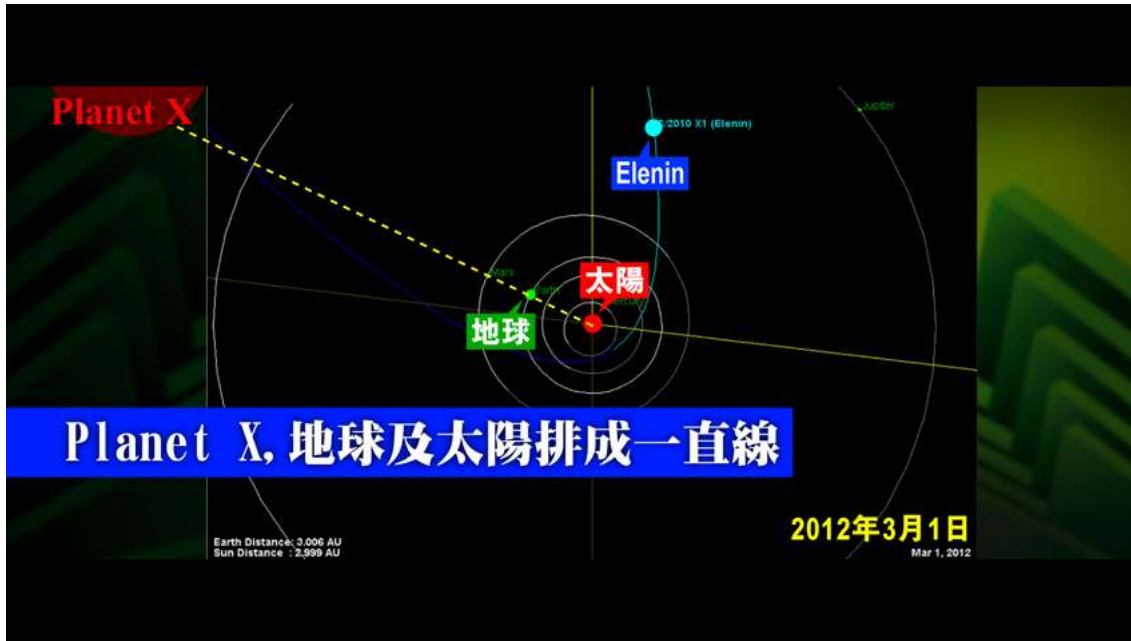 Planet X
Jupiter
C/2010 X1 (Elenin)
Elenin
Mars
太陽
Earth
地球
Planet X,地球及太陽排成一直線
2012年3月1日
Earth Distance: 3.006 AU
Sun Distance : 2.999 AU
Mar 1, 2012